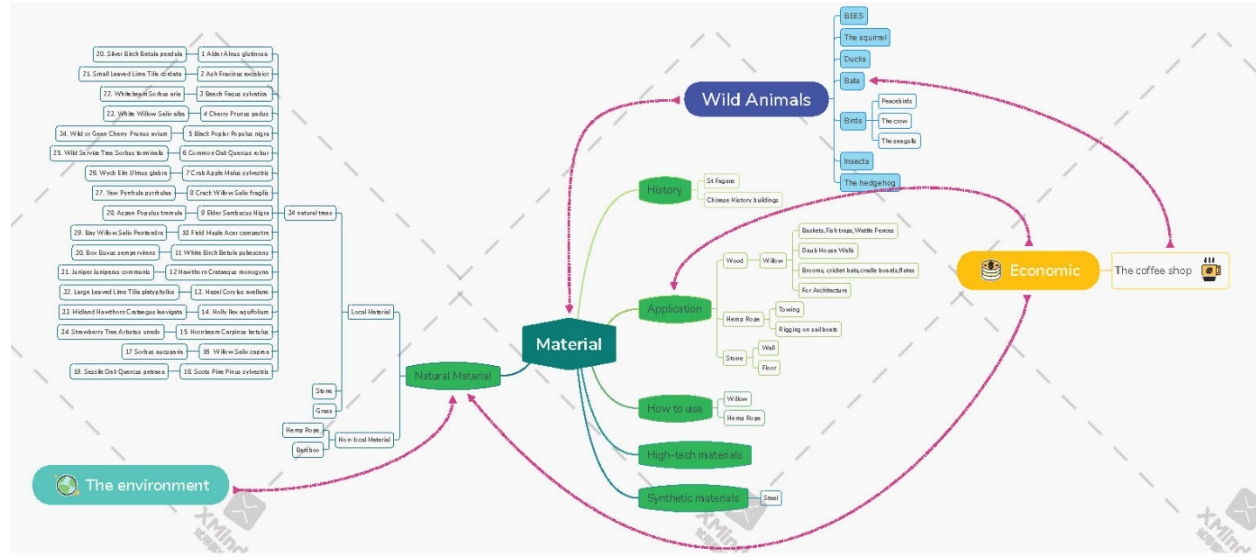 BEES
The squirrel
Ducks
Bats
Wild Animals
Birds
Peacebirds
The crow
The seagulls
Insects
The hedgehog
20. Silver Birch Betula pendula
1 Alder Alnus glutinosa
21. Small Leaved Lime Tilia cordata
2 Ash Fraxinus excelsior
22. Whitebeam Sorbus aria
3 Beech Fagus sylvatica
23. White Willow Salix alba
4 Cherry Prunus padus
24. Wild or Gean Cherry Prunus avium
5 Black Poplar Populus nigra
25. Wild Service Tree Sorbus torminalis
6 Common Oak Quercus robur
26. Wych Elm Ulmus glabra
7 Crab Apple Malus sylvestris
27. Yew Pyrrhula pyrrhulaa
8 Crack Willow Salix fragilis
28. Aspen Populus tremula
9 Elder Sambucus Nigra
29. Bay Willow Salix Pentandra
10 Field Maple Acer campestre
30. Box Buxus sempervirens
11 White Birch Betula pubescens
31. Juniper Juniperus communis
12 Hawthorn Crataegus monogyna
32. Large Leaved Lime Tilia platyphyllos
13. Hazel Corylus avellana
33. Midland Hawthorn Crataegus laevigata
14. Holly Ilex aquifolium
34. Strawberry Tree Arbutus unedo
15. Hornbeam Carpinus betulus
17 Sorbus aucuparia
16 Willow Salix caprea
19. Sessile Oak Quercus petraea
18. Scots Pine Pinus sylvestris
34 natural trees
Local Material
Stone
Grass
Hemp Rope
Bamboo
Non-local Material
Natural Material
Material
History
St Fagans
Chinese History buildings
Application
Wood
Willow
Baskets, Fish traps, Wattle Fences
Daub House Walls
Brooms, cricket bats, cradle boards, flutes
For Architecture
Hemp Rope
Towing
Rigging on sail boats
Stone
Wall
Floor
How to use
Willow
Hemp Rope
High-tech materials
Synthetic materials
Steel
Economic
The coffee shop
The environment
XMind
XMind
XMind